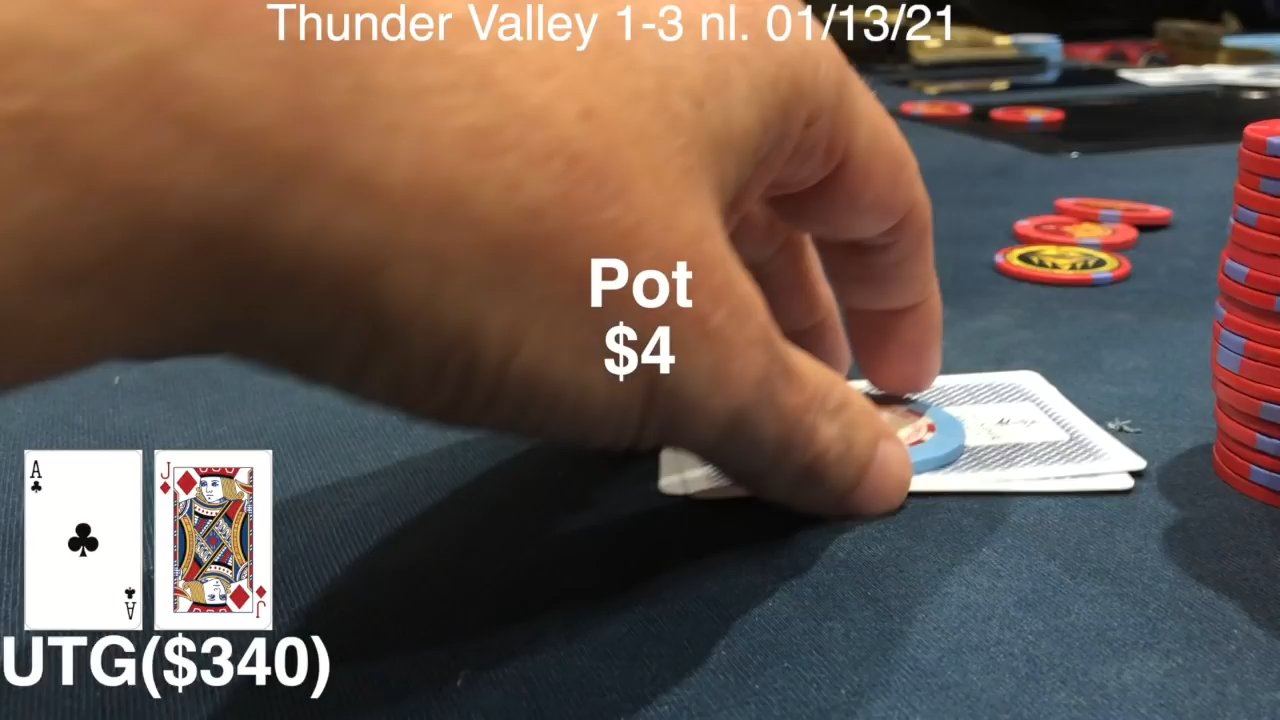 Thunder Valley 1-3 nl. 01/13/21
Pot
$4
A
A
J
J
UTG($340)